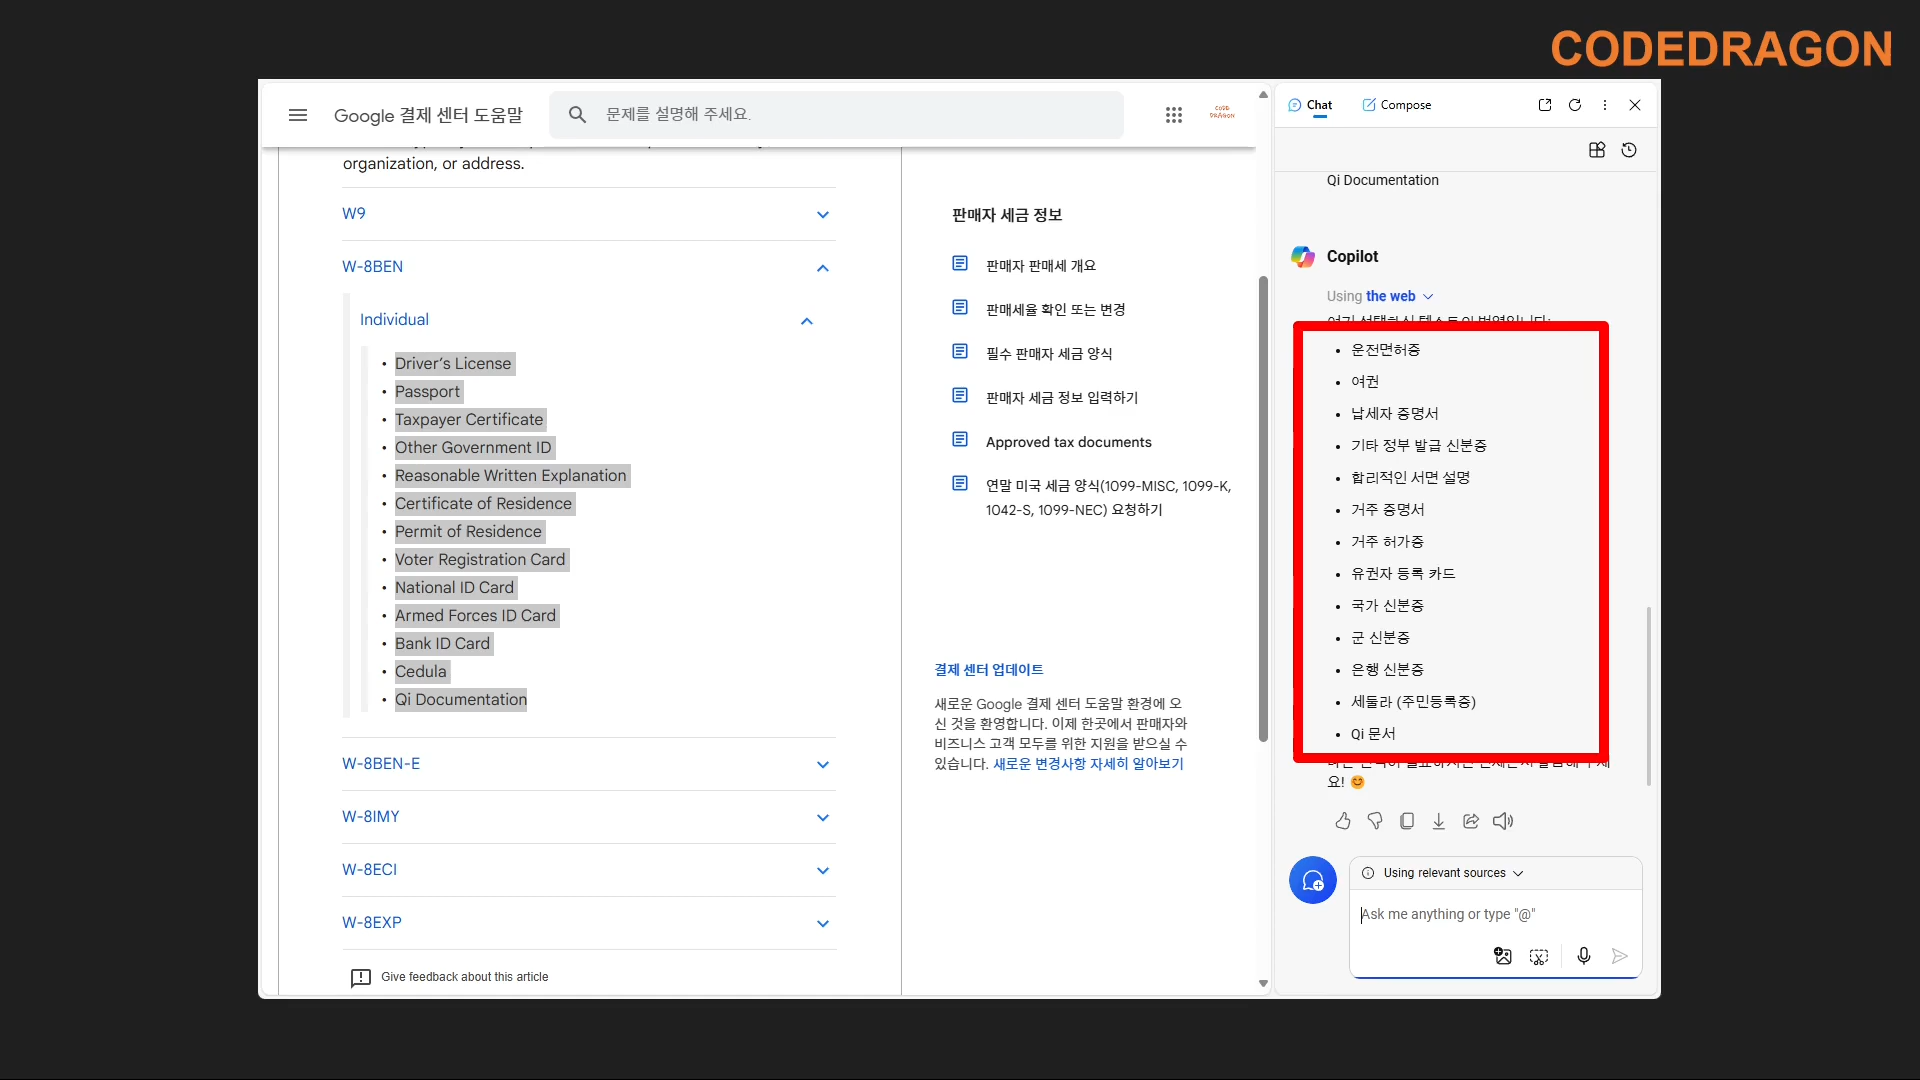 CODEDRAGON
Google 결제 센터 도움말
문제를 설명해 주세요.
CODE
DRAGON
organization, or address.
W9
W-8BEN
Individual
• Driver's License
• Passport
• Taxpayer Certificate
• Other Government ID
• Reasonable Written Explanation
• Certificate of Residence
• Permit of Residence
• Voter Registration Card
• National ID Card
• Armed Forces ID Card
• Bank ID Card
• Cedula
• Qi Documentation
W-8BEN-E
W-8IMY
W-8ECI
W-8EXP
Give feedback about this article
판매자 세금 정보
판매자 판매세 개요
판매세율 확인 또는 변경
필수 판매자 세금 양식
판매자 세금 정보 입력하기
Approved tax documents
연말 미국 세금 양식(1099-MISC, 1099-K,
1042-S, 1099-NEC) 요청하기
결제 센터 업데이트
새로운 Google 결제 센터 도움말 환경에 오
신 것을 환영합니다. 이제 한곳에서 판매자와
비즈니스 고객 모두를 위한 지원을 받으실 수
있습니다. 새로운 변경사항 자세히 알아보기
Chat
Compose
Qi Documentation
Copilot
Using the web
• 운전면허증
• 여권
• 납세자 증명서
• 기타 정부 발급 신분증
• 합리적인 서면 설명
• 거주 증명서
• 거주 허가증
• 유권자 등록 카드
• 국가 신분증
• 군 신분증
• 은행 신분증
• 세둘라 (주민등록증)
• Qi 문서
요! 😊
Using relevant sources
Ask me anything or type "@"